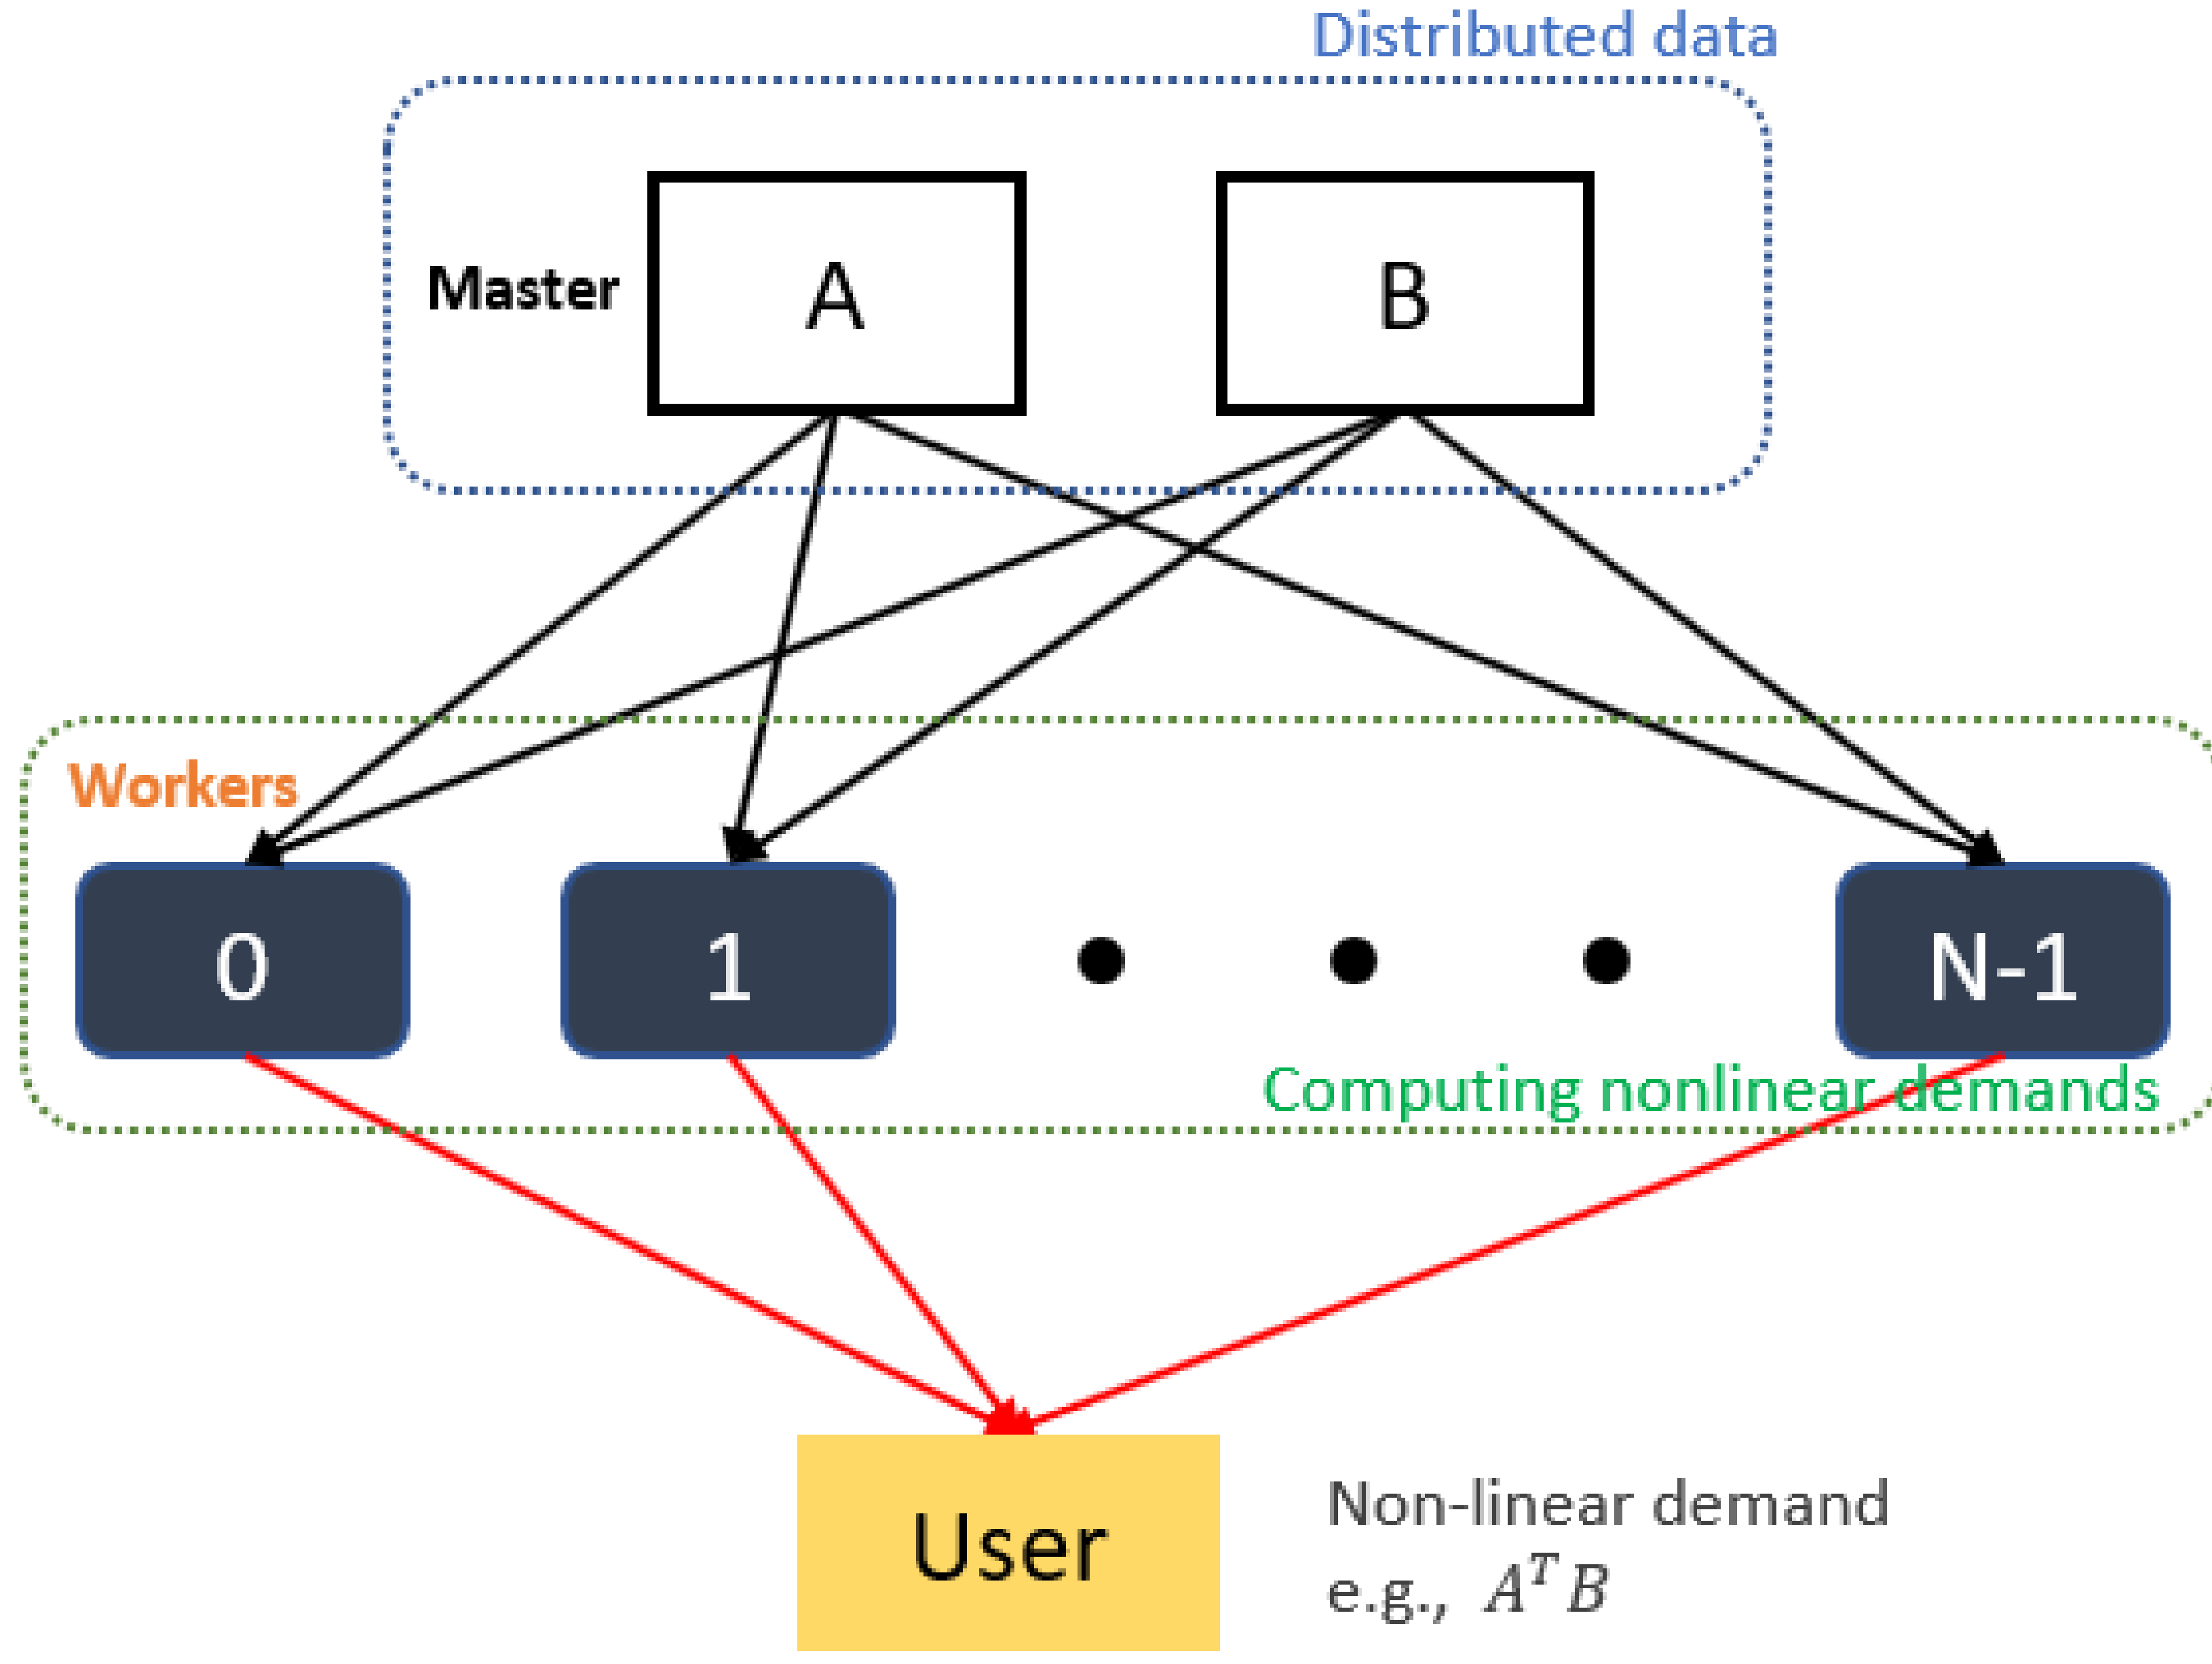 Distributed data
Master
A
B
Workers
0
1
N-1
Computing nonlinear demands
User
Non-linear demand
e.g., $A^T B$